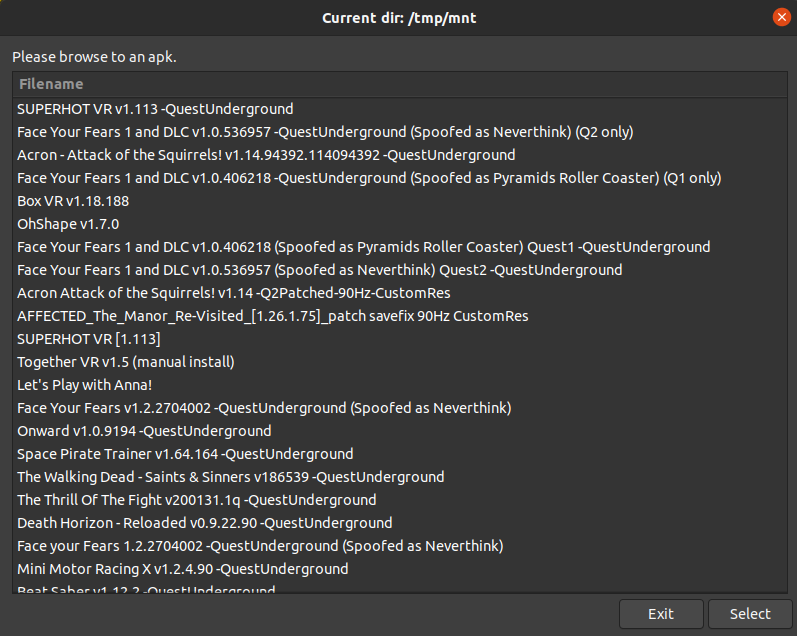 Current dir: /tmp/mnt
Please browse to an apk.
Filename
SUPERHOT VR v1.113 -QuestUnderground
Face Your Fears 1 and DLC v1.0.536957 -QuestUnderground (Spoofed as Neverthink) (Q2 only)
Acron - Attack of the Squirrels! v1.14.94392.114094392 -QuestUnderground
Face Your Fears 1 and DLC v1.0.406218 -QuestUnderground (Spoofed as Pyramids Roller Coaster) (Q1 only)
Box VR v1.18.188
OhShape v1.7.0
Face Your Fears 1 and DLC v1.0.406218 (Spoofed as Pyramids Roller Coaster) Quest1 -QuestUnderground
Face Your Fears 1 and DLC v1.0.536957 (Spoofed as Neverthink) Quest2 -QuestUnderground
Acron Attack of the Squirrels! v1.14 -Q2Patched-90Hz-CustomRes
AFFECTED_The_Manor_Re-Visited_[1.26.1.75]_patch savefix 90Hz CustomRes
SUPERHOT VR [1.113]
Together VR v1.5 (manual install)
Let's Play with Anna!
Face Your Fears v1.2.2704002 -QuestUnderground (Spoofed as Neverthink)
Onward v1.0.9194 -QuestUnderground
Space Pirate Trainer v1.64.164 -QuestUnderground
The Walking Dead - Saints & Sinners v186539 -QuestUnderground
The Thrill Of The Fight v200131.1q -QuestUnderground
Death Horizon - Reloaded v0.9.22.90 -QuestUnderground
Face your Fears 1.2.2704002 -QuestUnderground (Spoofed as Neverthink)
Mini Motor Racing X v1.2.4.90 -QuestUnderground
Beat Saber v1.12.2 -QuestUnderground
Exit
Select